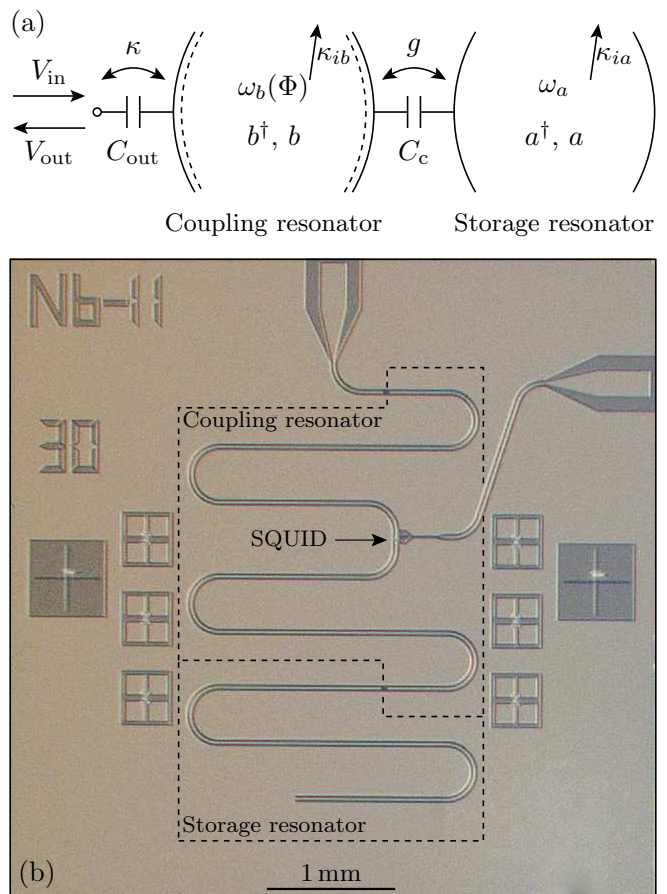 (a)
κ
κ_ib
g
κ_ia
V_in
ω_b(Φ)
ω_a
V_out
C_out
b†, b
C_c
a†, a
Coupling resonator
Storage resonator
Nb-11
Coupling resonator
30
SQUID
Storage resonator
(b)
1 mm